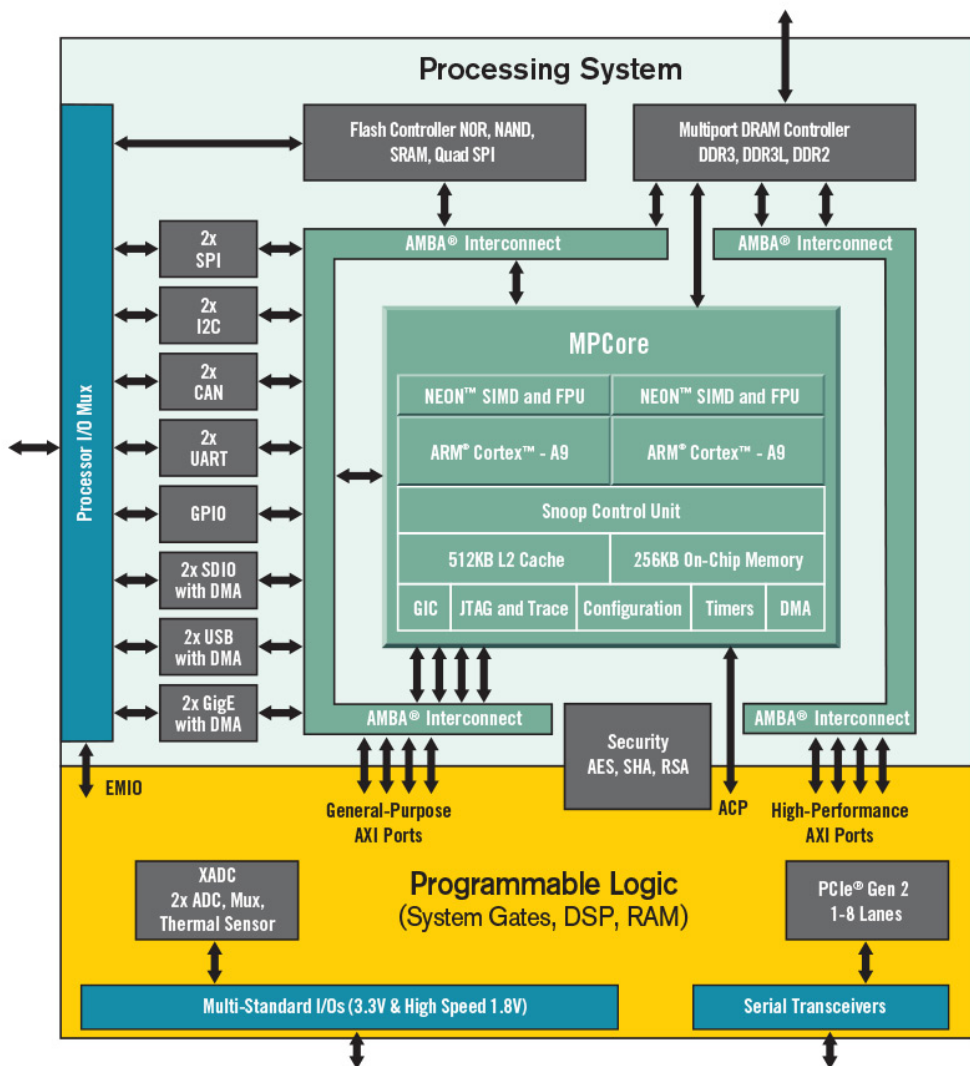 Processing System
Flash Controller NOR, NAND,
SRAM, Quad SPI
Multiport DRAM Controller
DDR3, DDR3L, DDR2
AMBA® Interconnect
AMBA® Interconnect
Processor I/O Mux
2x
SPI
2x
I2C
2x
CAN
2x
UART
GPIO
2x SDIO
with DMA
2x USB
with DMA
2x GigE
with DMA
MPCore
NEON™ SIMD and FPU
NEON™ SIMD and FPU
ARM® Cortex™ - A9
ARM® Cortex™ - A9
Snoop Control Unit
512KB L2 Cache
256KB On-Chip Memory
GIC
JTAG and Trace
Configuration
Timers
DMA
AMBA® Interconnect
AMBA® Interconnect
Security
AES, SHA, RSA
EMIO
General-Purpose
AXI Ports
ACP
High-Performance
AXI Ports
XADC
2x ADC, Mux,
Thermal Sensor
Programmable Logic
(System Gates, DSP, RAM)
PCIe® Gen 2
1-8 Lanes
Multi-Standard I/Os (3.3V & High Speed 1.8V)
Serial Transceivers